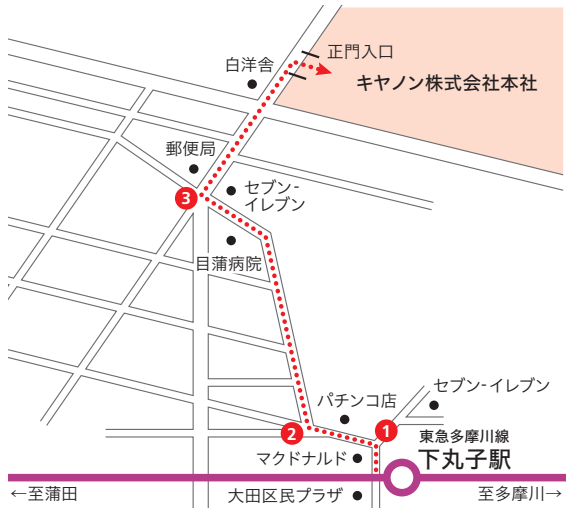 正門入口
白洋舎
キヤノン株式会社本社
郵便局
3
セブン-
イレブン
目蒲病院
パチンコ店
セブン-イレブン
1
2
東急多摩川線
下丸子駅
マクドナルド
←至蒲田
大田区民プラザ
至多摩川→